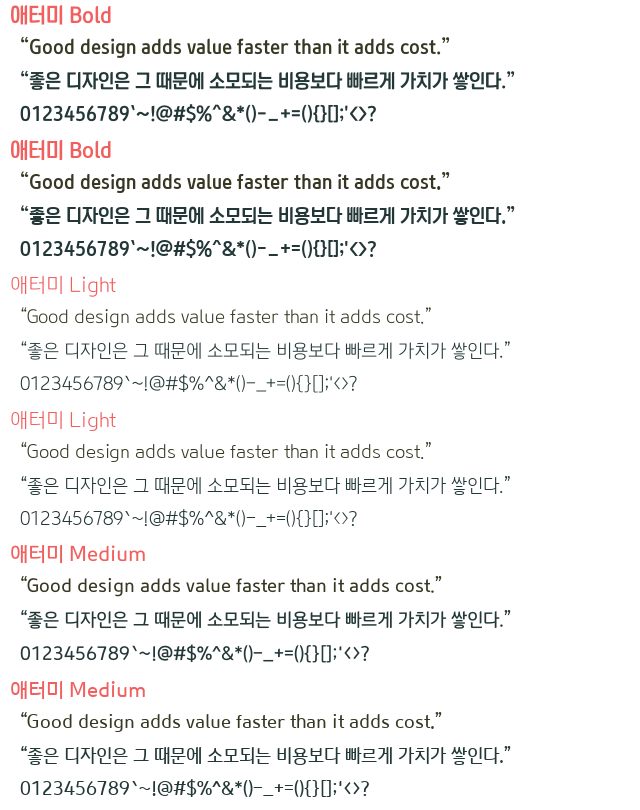 애터미 Bold
“Good design adds value faster than it adds cost.”
“좋은 디자인은 그 때문에 소모되는 비용보다 빠르게 가치가 쌓인다.”
0123456789`~!@#$%^&*()-_+=(){}[];'<>?
애터미 Bold
“Good design adds value faster than it adds cost.”
“좋은 디자인은 그 때문에 소모되는 비용보다 빠르게 가치가 쌓인다.”
0123456789`~!@#$%^&*()-_+=(){}[];'<>?
애터미 Light
“Good design adds value faster than it adds cost.”
“좋은 디자인은 그 때문에 소모되는 비용보다 빠르게 가치가 쌓인다.”
0123456789`~!@#$%^&*()-_+=(){}[];'<>?
애터미 Light
“Good design adds value faster than it adds cost.”
“좋은 디자인은 그 때문에 소모되는 비용보다 빠르게 가치가 쌓인다.”
0123456789`~!@#$%^&*()-_+=(){}[];'<>?
애터미 Medium
“Good design adds value faster than it adds cost.”
“좋은 디자인은 그 때문에 소모되는 비용보다 빠르게 가치가 쌓인다.”
0123456789`~!@#$%^&*()-_+=(){}[];'<>?
애터미 Medium
“Good design adds value faster than it adds cost.”
“좋은 디자인은 그 때문에 소모되는 비용보다 빠르게 가치가 쌓인다.”
0123456789`~!@#$%^&*()-_+=(){}[];'<>?